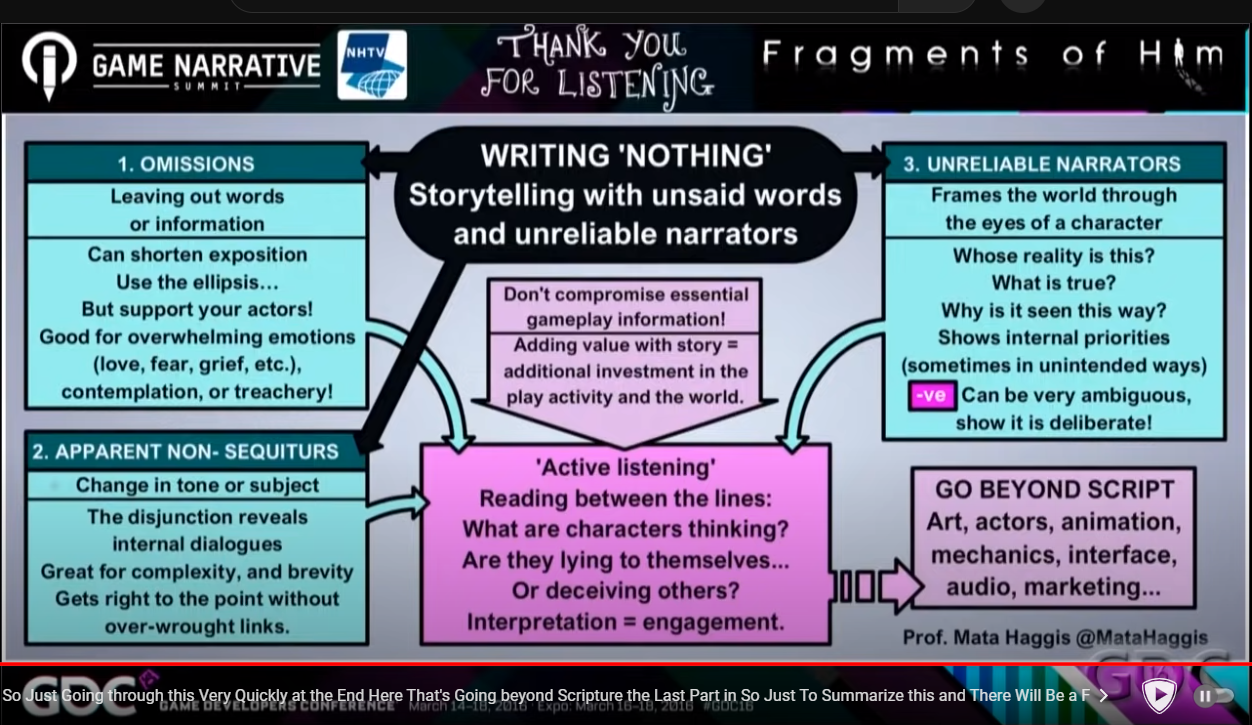 GAME NARRATIVE
SUMMIT
NHTV
THANK YOU
FOR LISTENING
Fragments of Him
WRITING 'NOTHING'
Storytelling with unsaid words
and unreliable narrators
1. OMISSIONS
Leaving out words
or information
Can shorten exposition
Use the ellipsis...
But support your actors!
Good for overwhelming emotions
(love, fear, grief, etc.),
contemplation, or treachery!
2. APPARENT NON- SEQUITURS
Change in tone or subject
The disjunction reveals
internal dialogues
Great for complexity, and brevity
Gets right to the point without
over-wrought links.
Don't compromise essential
gameplay information!
Adding value with story =
additional investment in the
play activity and the world.
'Active listening'
Reading between the lines:
What are characters thinking?
Are they lying to themselves...
Or deceiving others?
Interpretation = engagement.
3. UNRELIABLE NARRATORS
Frames the world through
the eyes of a character
Whose reality is this?
What is true?
Why is it seen this way?
Shows internal priorities
(sometimes in unintended ways)
-ve Can be very ambiguous,
show it is deliberate!
GO BEYOND SCRIPT
Art, actors, animation,
mechanics, interface,
audio, marketing...
Prof. Mata Haggis @MataHaggis
GDC
So Just Going through this Very Quickly at the End Here That's Going beyond Scripture the Last Part in So Just To Summarize this and There Will Be a F
GDC
GAME DEVELOPERS CONFERENCE March 14-18, 2016 · Expo: March 16-18, 2016 #GDC16